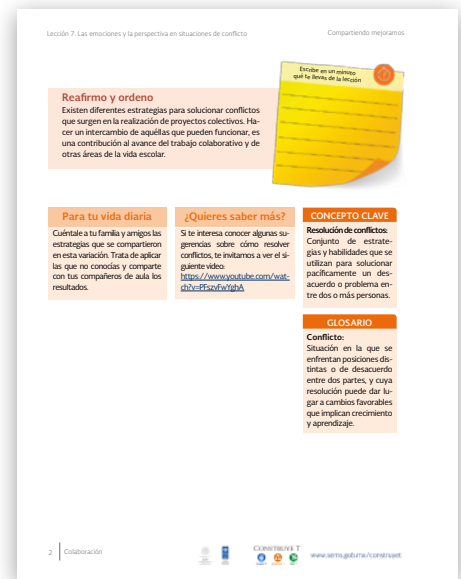 Lección 7. Las emociones y la perspectiva en situaciones de conflicto
Compartiendo mejoramos
Escribe en un minuto
qué te llevas de la lección
Reafirmo y ordeno
Existen diferentes estrategias para solucionar conflictos
que surgen en la realización de proyectos colectivos. Ha-
cer un intercambio de aquéllas que pueden funcionar, es
una contribución al avance del trabajo colaborativo y de
otras áreas de la vida escolar.
Para tu vida diaria
Cuéntale a tu familia y amigos las
estrategias que se compartieron
en esta variación. Trata de aplicar
las que no conocías y comparte
con tus compañeros de aula los
resultados.
¿Quieres saber más?
Si te interesa conocer algunas su-
gerencias sobre cómo resolver
conflictos, te invitamos a ver el si-
guiente video:
https://www.youtube.com/wat-
ch?v=PFszvFwYghA
CONCEPTO CLAVE
Resolución de conflictos:
Conjunto de estrate-
gias y habilidades que se
utilizan para solucionar
pacíficamente un des-
acuerdo o problema en-
tre dos o más personas.
GLOSARIO
Conflicto:
Situación en la que se
enfrentan posiciones dis-
tintas o de desacuerdo
entre dos partes, y cuya
resolución puede dar lu-
gar a cambios favorables
que implican crecimiento
y aprendizaje.
2
Colaboración
CONSTRUYE T
www.sems.gob.mx/construyet